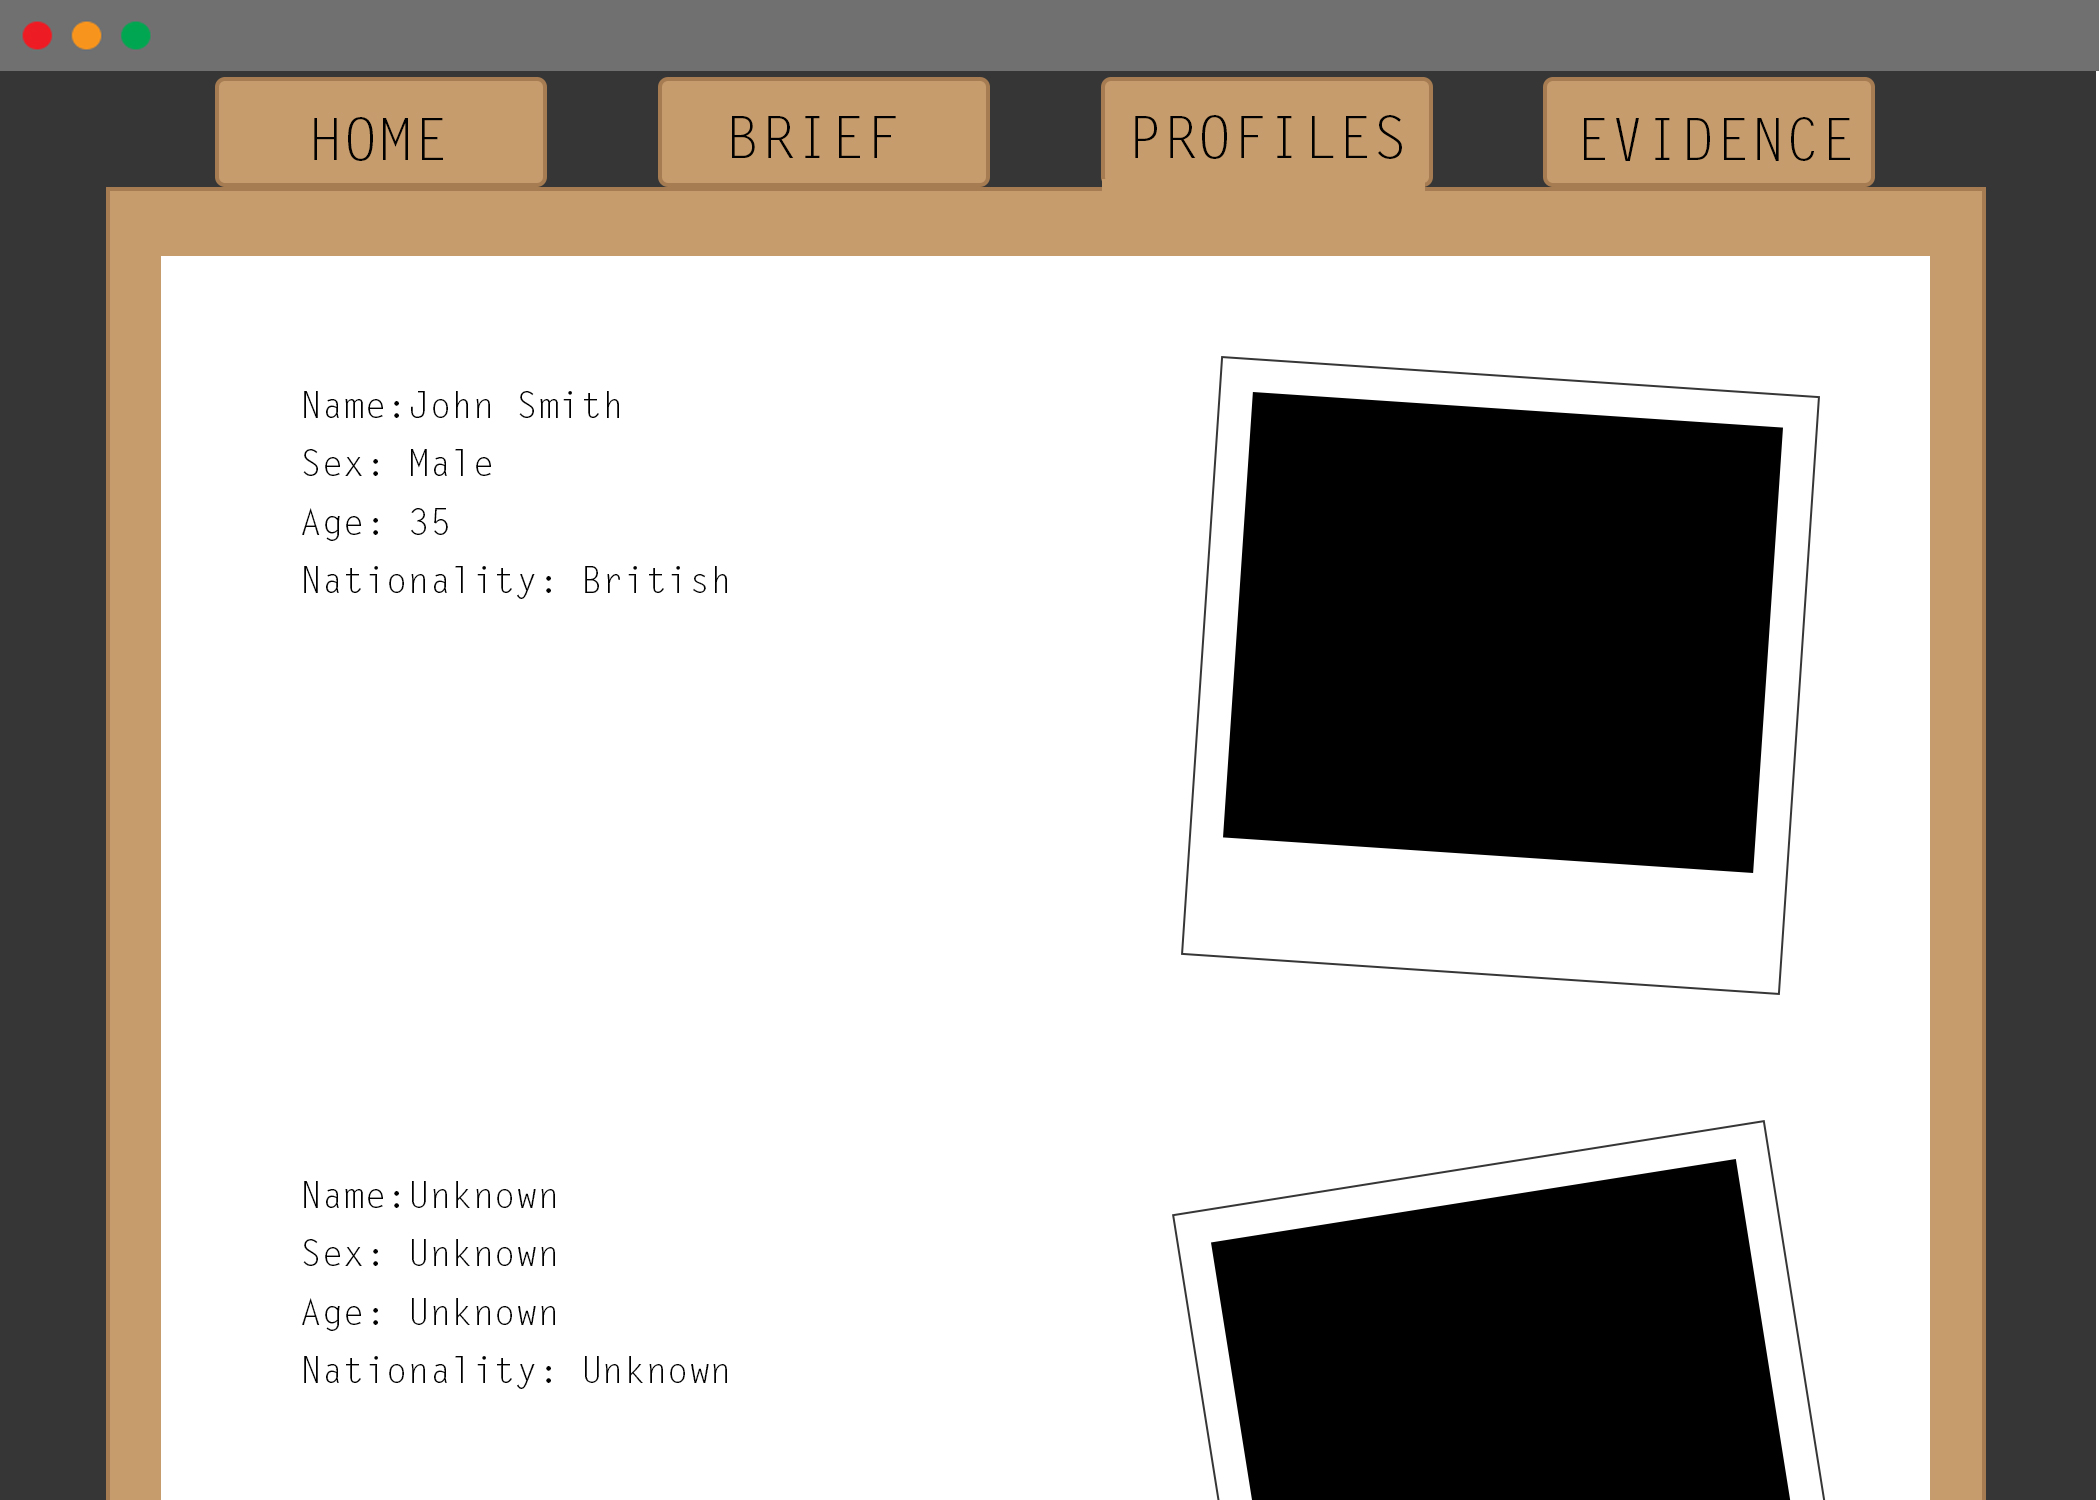 HOME
BRIEF
PROFILES
EVIDENCE
Name:John Smith
Sex: Male
Age: 35
Nationality: British
Name:Unknown
Sex: Unknown
Age: Unknown
Nationality: Unknown